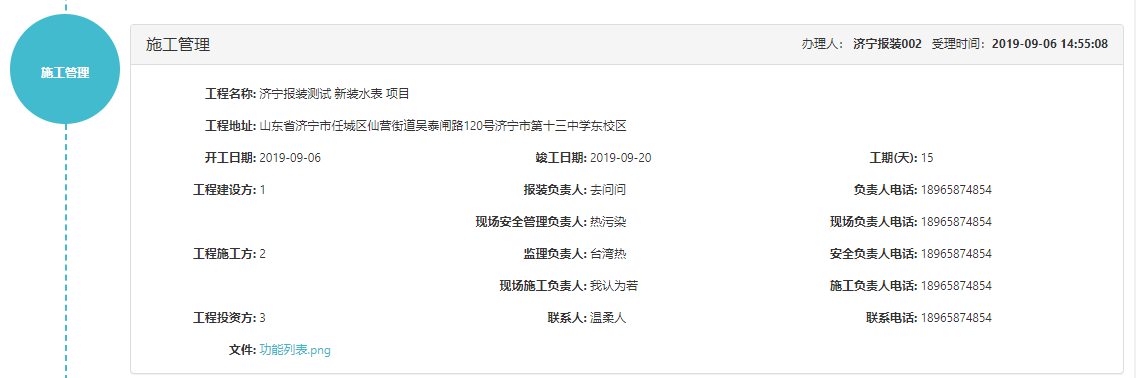 施工管理
施工管理 办理人： 济宁报装002 受理时间：2019-09-06 14:55:08
工程名称: 济宁报装测试 新装水表 项目
工程地址: 山东省济宁市任城区仙营街道吴泰闸路120号济宁市第十三中学东校区
开工日期: 2019-09-06 竣工日期: 2019-09-20 工期(天): 15
工程建设方: 1 报装负责人: 去问问 负责人电话: 18965874854
现场安全管理负责人: 热污染 现场负责人电话: 18965874854
工程施工方: 2 监理负责人: 台湾热 安全负责人电话: 18965874854
现场施工负责人: 我认为若 施工负责人电话: 18965874854
工程投资方: 3 联系人: 温柔人 联系电话: 18965874854
文件: 功能列表.png